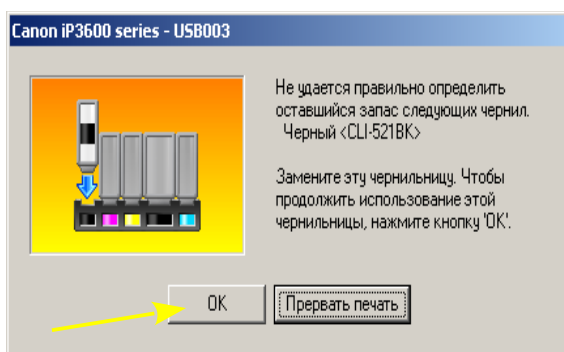 Canon iP3600 series - USB003
Не удается правильно определить
оставшийся запас следующих чернил.
Черный <CLI-521BK>
Замените эту чернильницу. Чтобы
продолжить использование этой
чернильницы, нажмите кнопку 'ОК'.
OK
Прервать печать